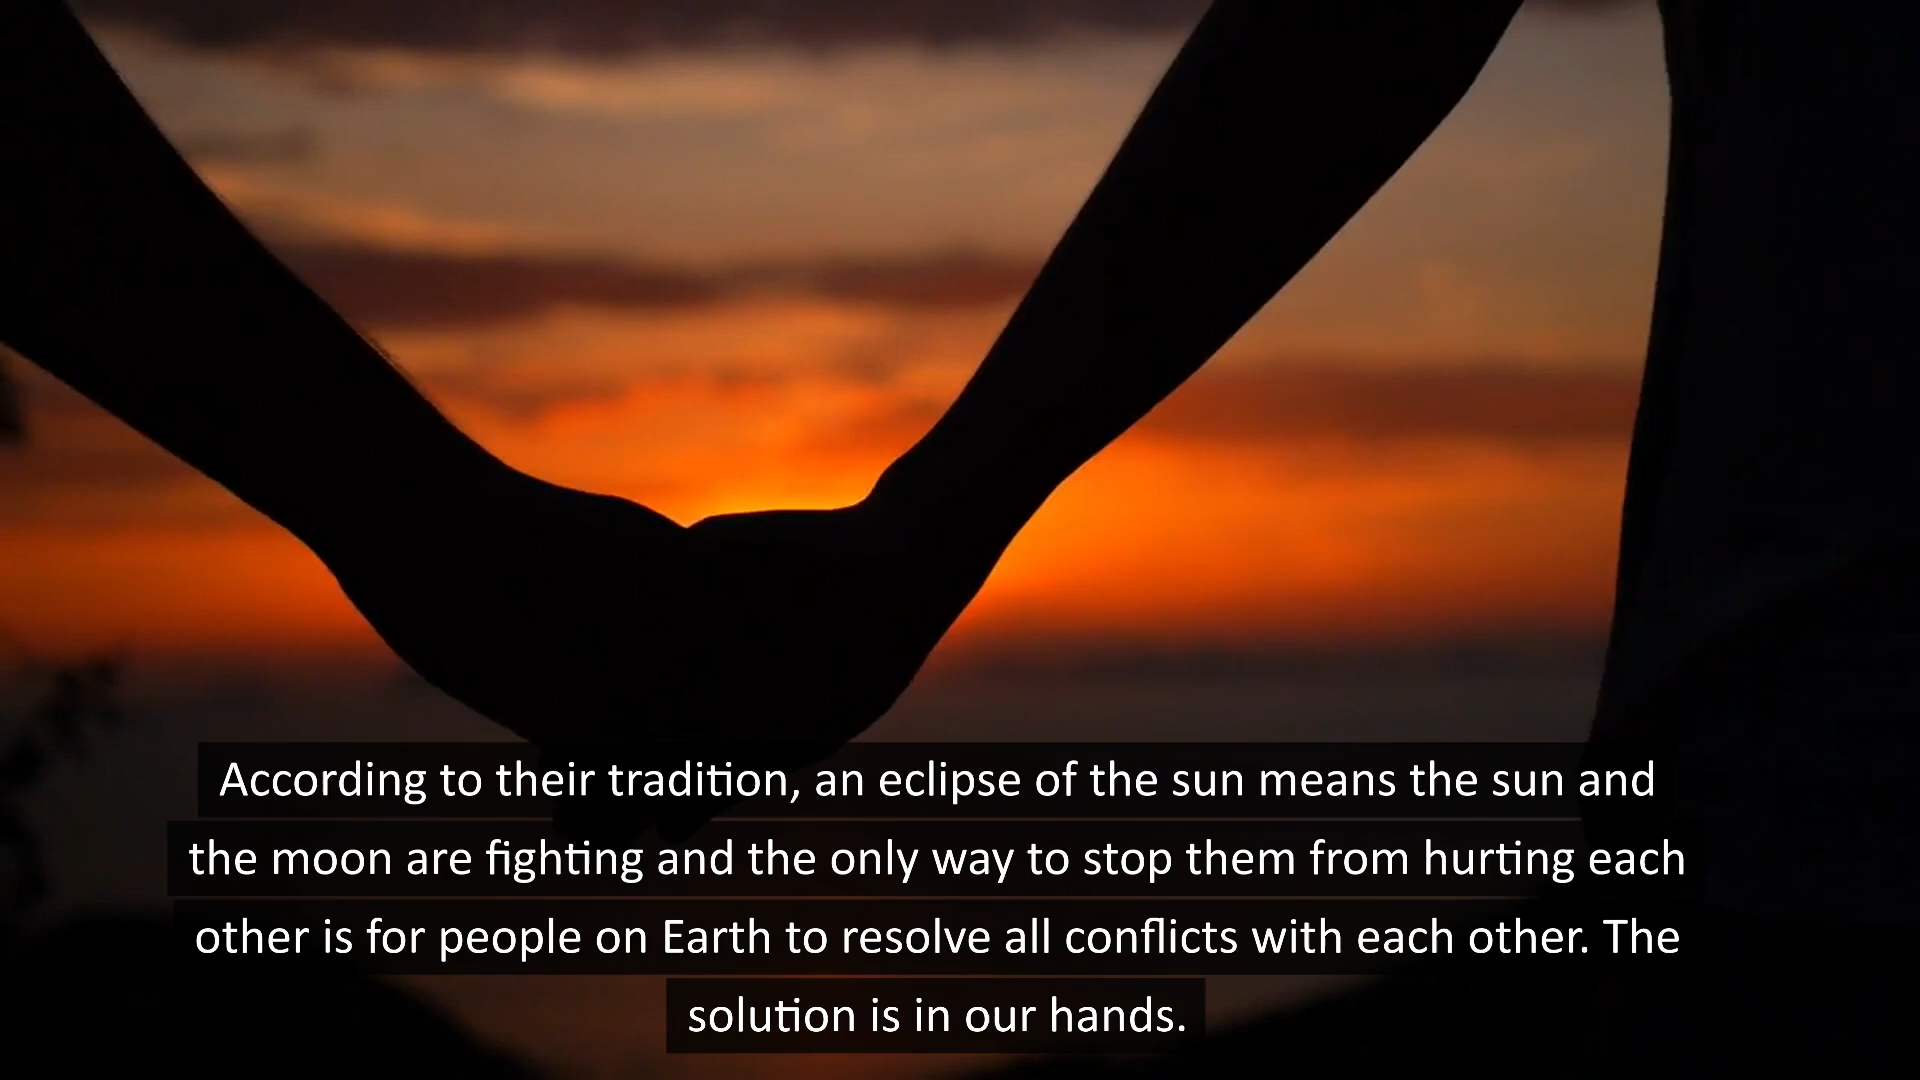 According to their tradition, an eclipse of the sun means the sun and
the moon are fighting and the only way to stop them from hurting each
other is for people on Earth to resolve all conflicts with each other. The
solution is in our hands.